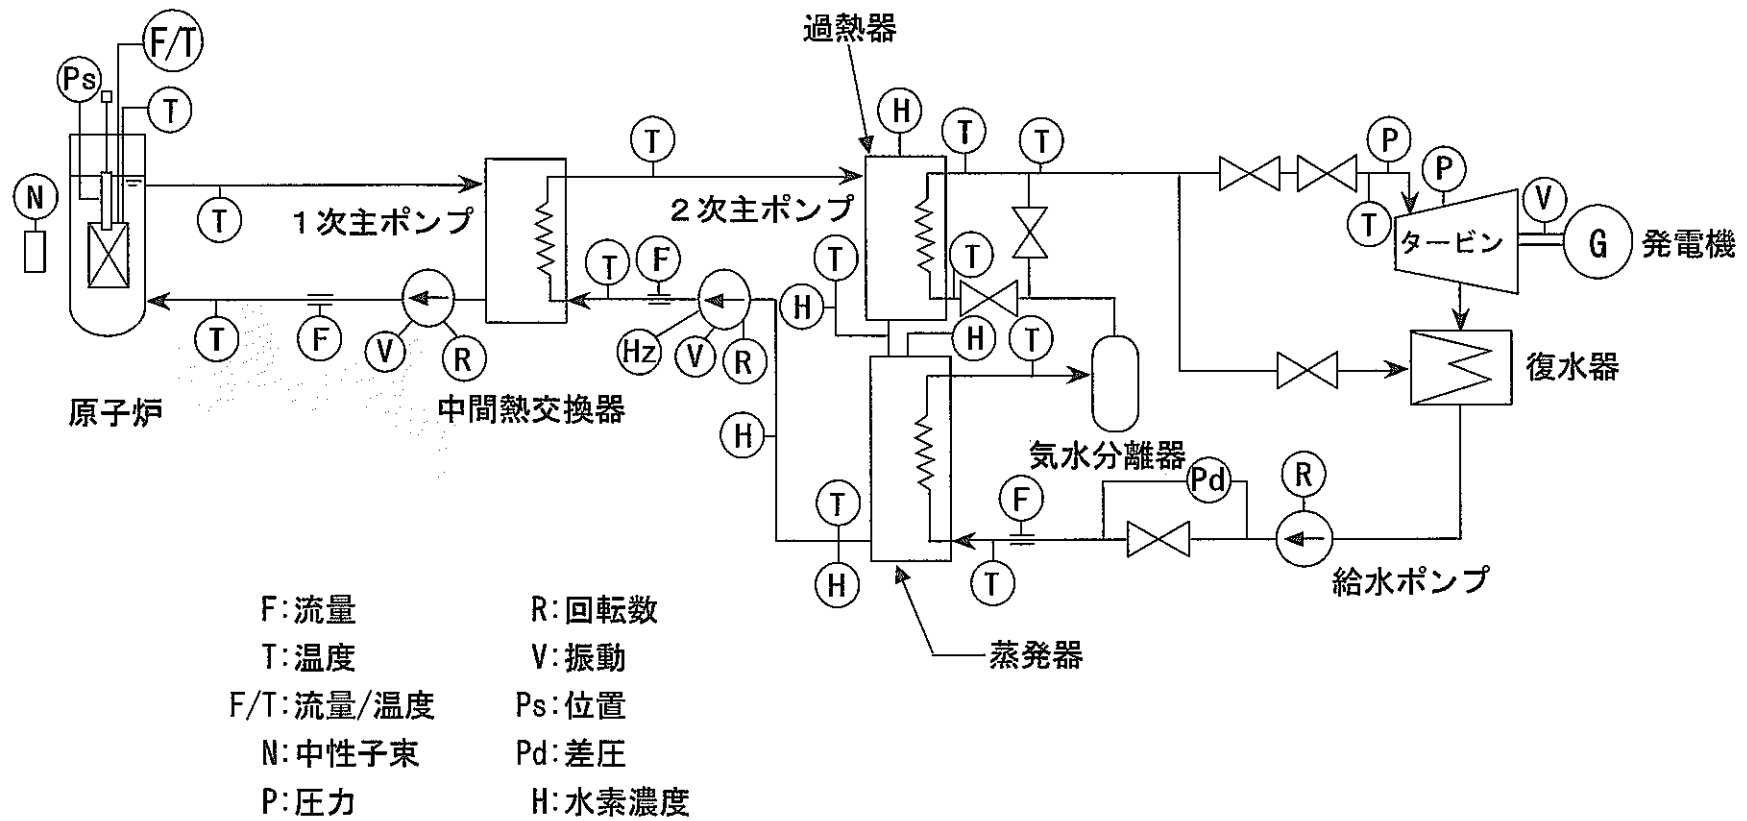 過熱器
F/T
Ps
T
H
T
T
T
P
P
V
N
T
1次主ポンプ
2次主ポンプ
T
タービン
G
発電機
T
T
F
T
H
T
F
V
R
Hz
V
R
H
T
復水器
原子炉
中間熱交換器
H
気水分離器
Pd
R
T
F
H
T
給水ポンプ
蒸発器
F:流量
R:回転数
T:温度
V:振動
F/T:流量/温度
Ps:位置
N:中性子束
Pd:差圧
P:圧力
H:水素濃度